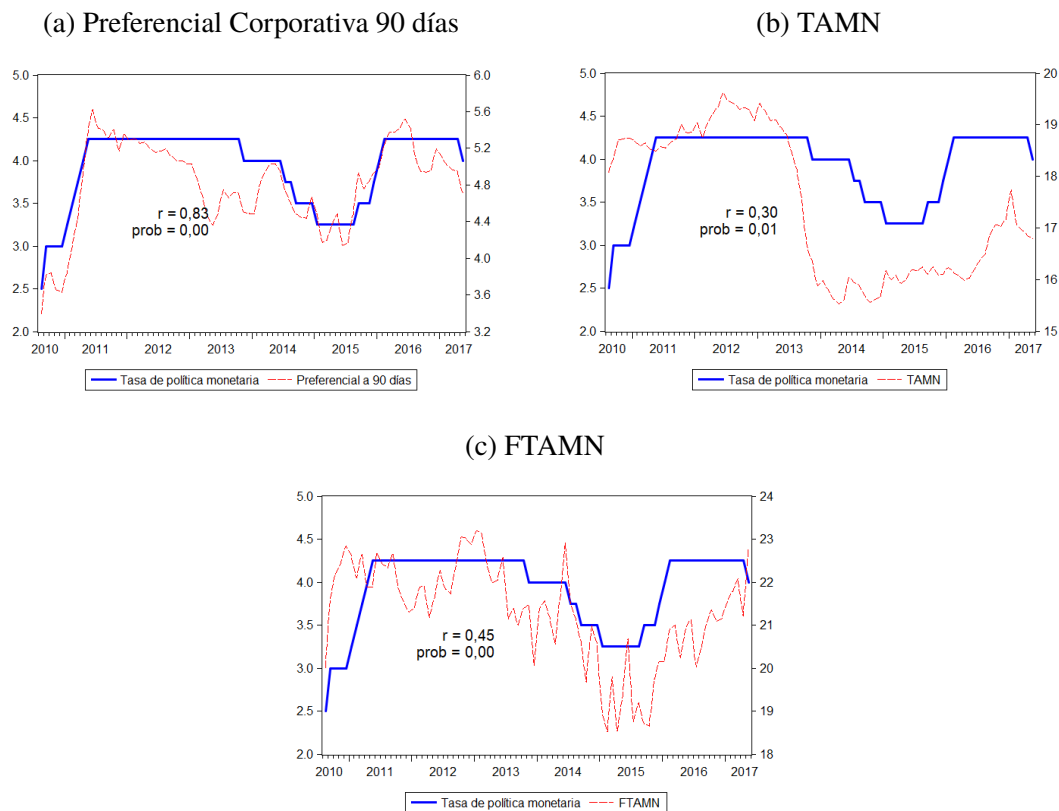 (a) Preferencial Corporativa 90 días
5.0
4.5
4.0
3.5
3.0
2.5
2.0
6.0
5.6
5.2
4.8
4.4
4.0
3.6
3.2
r = 0,83
prob = 0,00
2010 2011 2012 2013 2014 2015 2016 2017
Tasa de política monetaria Preferencial a 90 días
(b) TAMN
5.0
4.5
4.0
3.5
3.0
2.5
2.0
20
19
18
17
16
15
r = 0,30
prob = 0,01
2010 2011 2012 2013 2014 2015 2016 2017
Tasa de política monetaria TAMN
(c) FTAMN
5.0
4.5
4.0
3.5
3.0
2.5
2.0
24
23
22
21
20
19
18
r = 0,45
prob = 0,00
2010 2011 2012 2013 2014 2015 2016 2017
Tasa de política monetaria FTAMN